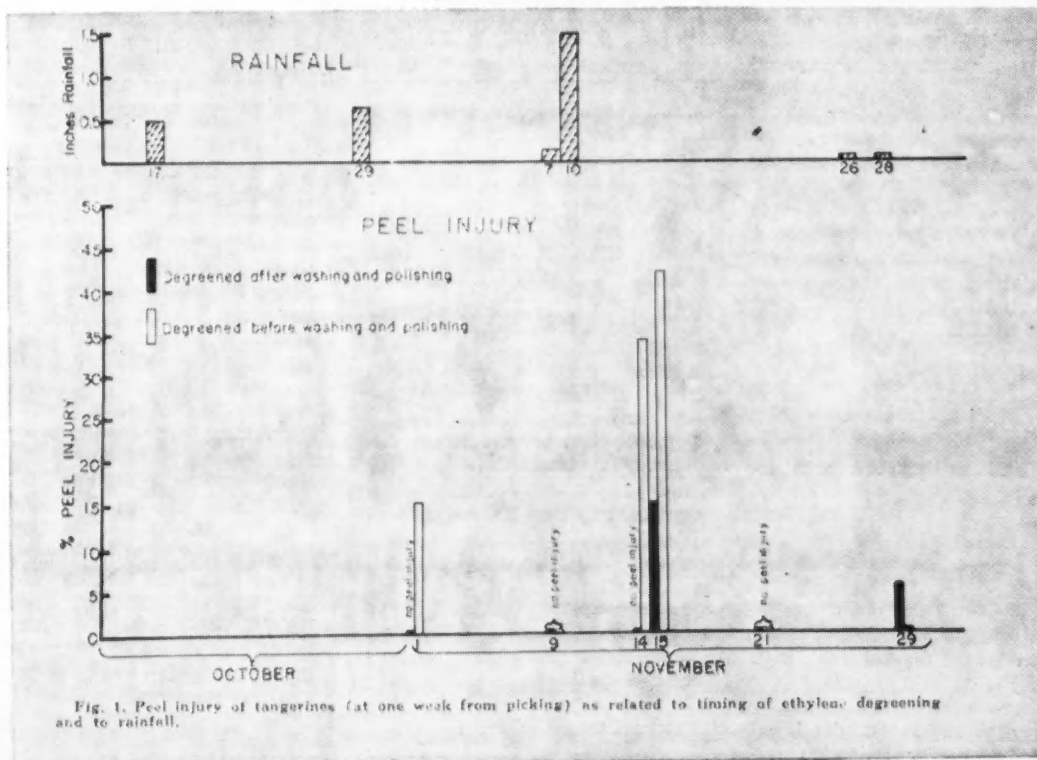 RAINFALL
Inches Rainfall
1.5
1.0
0.5
17
29
7
10
26
28
PEEL INJURY
% PEEL INJURY
50
45
40
35
30
25
20
15
10
5
0
Degreened after washing and polishing
Degreened before washing and polishing
no peel injury
no peel injury
no peel injury
no peel injury
9
14
15
21
29
OCTOBER
NOVEMBER
Fig. 1. Peel injury of tangerines (at one week from picking) as related to timing of ethylene degreening
and to rainfall.